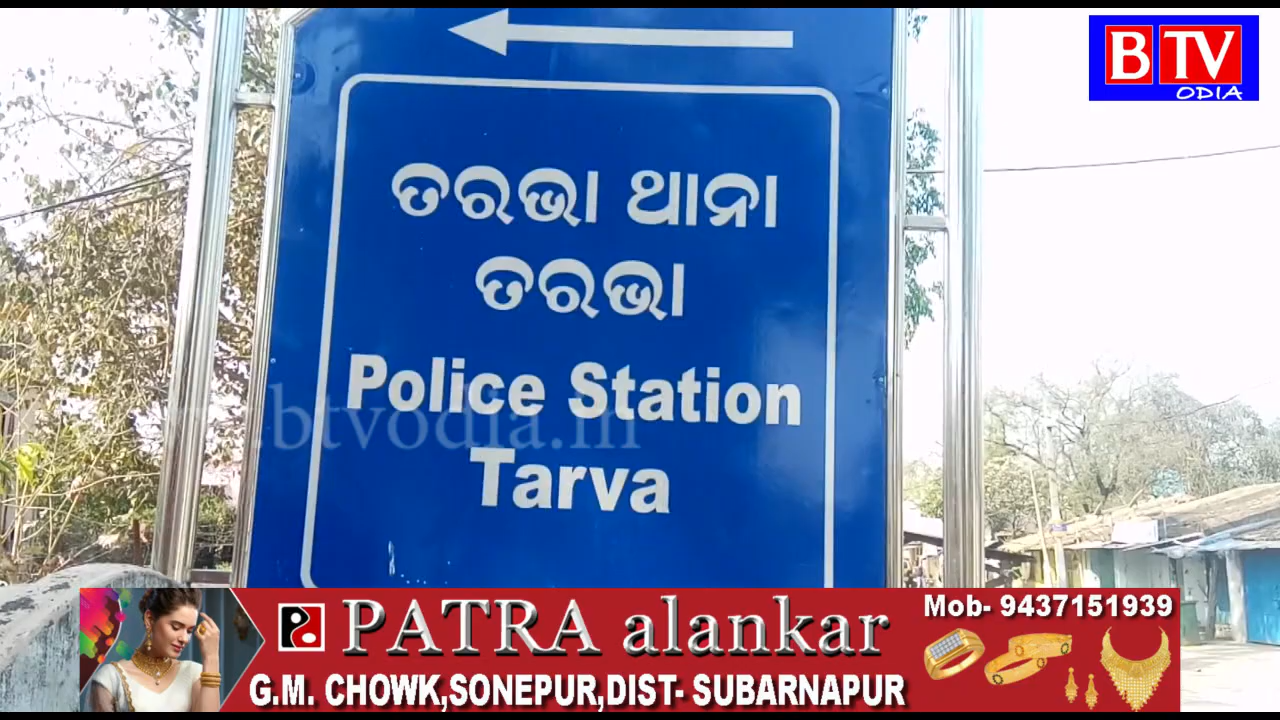 BTV
ODIA
ତରଭା ଥାନା
ତରଭା
Police Station
Tarva
btvodia.in
PATRA alankar
Mob- 9437151939
G.M. CHOWK,SONEPUR,DIST- SUBARNAPUR